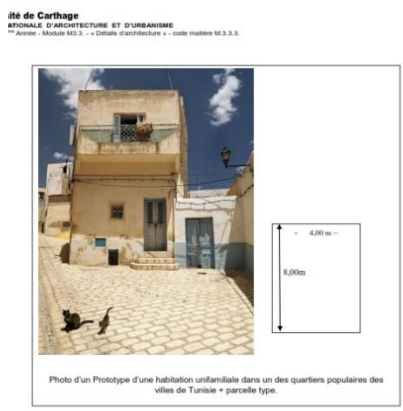 ité de Carthage
ATIONALE D'ARCHITECTURE ET D'URBANISME
Année - Module M3.3. - « Détails d'architecture » - code matière M.3.3.3.
4,00 m
8,00m
Photo d'un Prototype d'une habitation unifamiliale dans un des quartiers populaires des
villes de Tunisie + parcelle type.